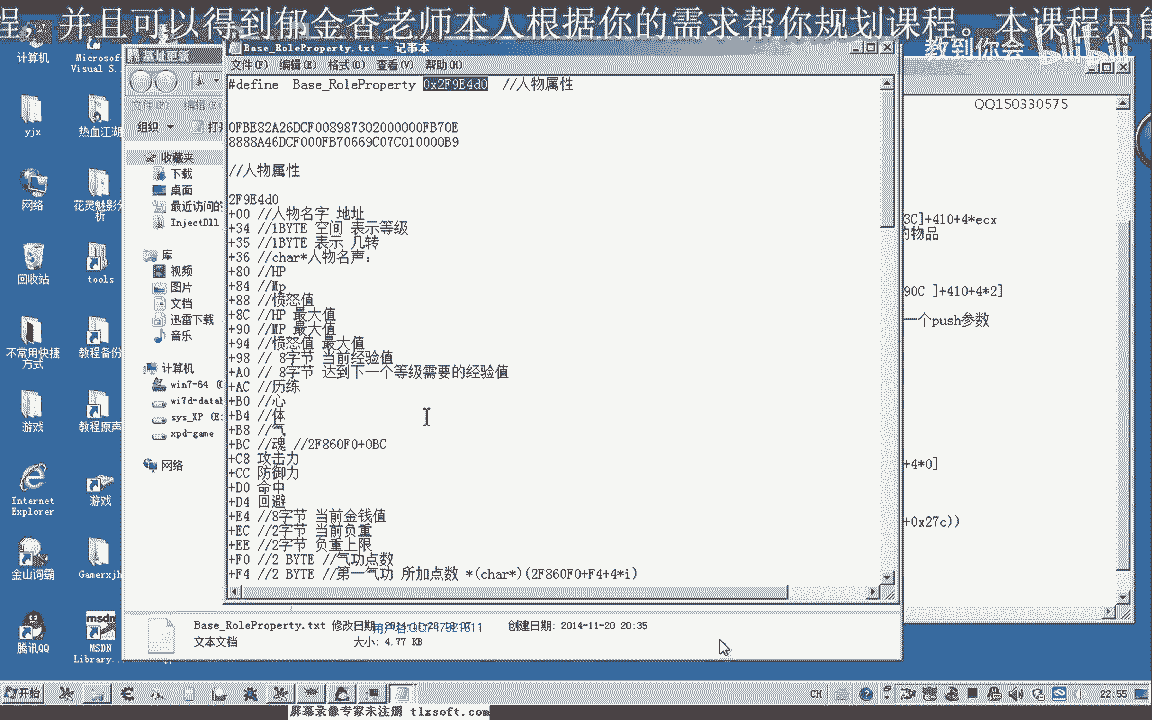 程，并且可以得到郁金香老师本人根据你的需求帮你规划课程。本课程只能
教到你会
Base_RoleProperty.txt - 记事本
文件(F) 编辑(E) 格式(O) 查看(V) 帮助(H)
#define Base_RoleProperty 0x2F9E4d0 //人物属性
0FBE82A26DCF008987302000000FB70E
8888A46DCF000FB70669C07C010000B9
//人物属性
2F9E4d0
+00 //人物名字 地址
+34 //1BYTE 空间 表示等级
+35 //1BYTE 表示 几转
+36 //char*人物名声:
+80 //HP
+84 //Mp
+88 //愤怒值
+8C //HP 最大值
+90 //MP 最大值
+94 //愤怒值 最大值
+98 // 8字节 当前经验值
+A0 // 8字节 达到下一个等级需要的经验值
+AC //历练
+B0 //心
+B4 //体
+B8 //气
+BC //魂 //2F860F0+0BC
+C8 攻击力
+CC 防御力
+D0 命中
+D4 回避
+E4 //8字节 当前金钱值
+EC //2字节 当前负重
+EE //2字节 负重上限
+F0 //2 BYTE //气功点数
+F4 //2 BYTE //第一气功 所加点数 *(char*)(2F860F0+F4+4*i)
QQ150330575
3C]+410+4*ecx
的物品
90C ]+410+4*2]
一个push参数
+4*0]
+0x27c))
组织
收藏夹
下载
桌面
最近访问的
InjectDll
库
视频
图片
文档
迅雷下载
音乐
计算机
win7-64 (
wi7d-datab
sys_XP (E:
xpd-game
网络
Base_RoleProperty.txt 修改日期:
创建日期: 2014-11-20 20:35
文本文档
大小: 4.77 KB
计算机
Microsof
Visual S...
yjx
热血江湖
网络
花灵魅影分
析
回收站
tools
不常用快捷
方式
教程备份
游戏
教程原声
Internet
Explorer
游戏
金山词霸
Gamerxjh
腾讯QQ
MSDN
Library...
开始
CH
22:55
屏幕录像专家未注册 tlxsoft.com